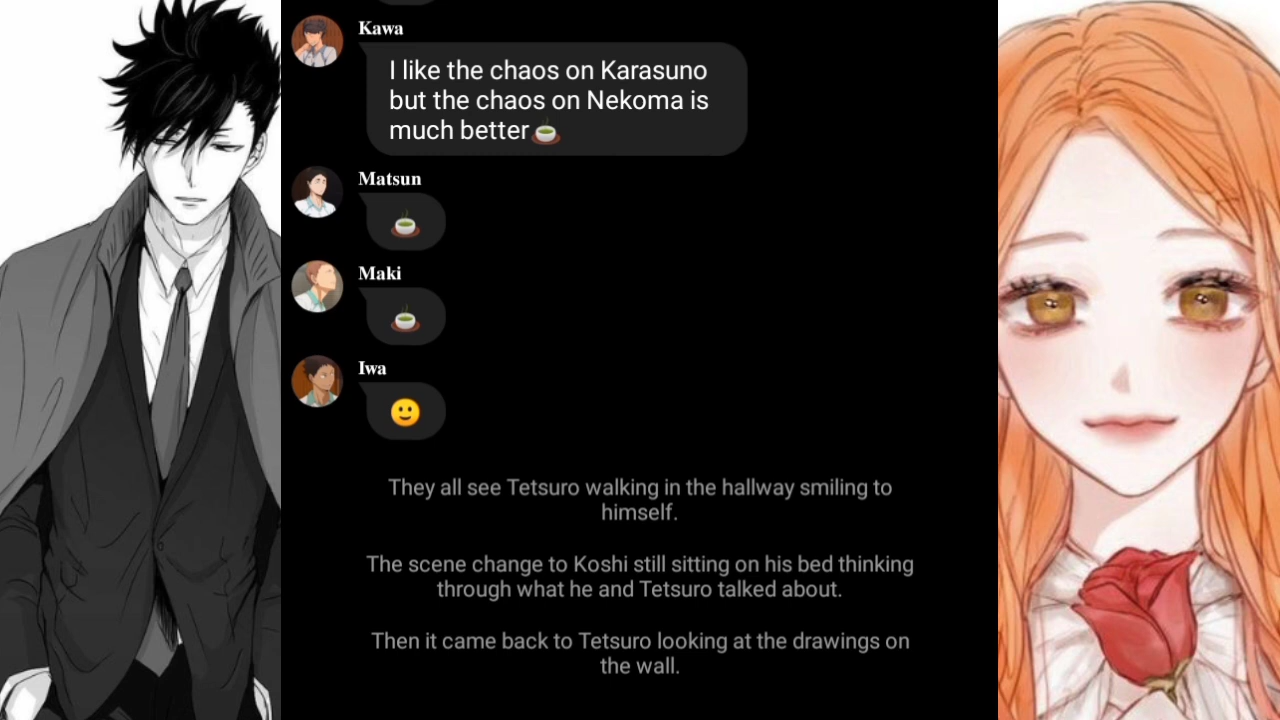 Kawa
I like the chaos on Karasuno
but the chaos on Nekoma is
much better🍵
Matsun
🍵
Maki
🍵
Iwa
🙂
They all see Tetsuro walking in the hallway smiling to
himself.
The scene change to Koshi still sitting on his bed thinking
through what he and Tetsuro talked about.
Then it came back to Tetsuro looking at the drawings on
the wall.